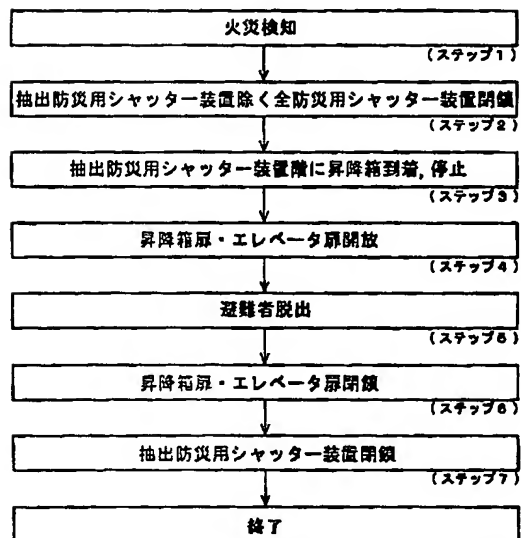 火災検知
(ステップ1)
抽出防災用シャッター装置除く全防災用シャッター装置閉鎖
(ステップ2)
抽出防災用シャッター装置階に昇降箱到着,停止
(ステップ3)
昇降箱扉・エレベータ扉開放
(ステップ4)
避難者脱出
(ステップ5)
昇降箱扉・エレベータ扉閉鎖
(ステップ6)
抽出防災用シャッター装置閉鎖
(ステップ7)
終了